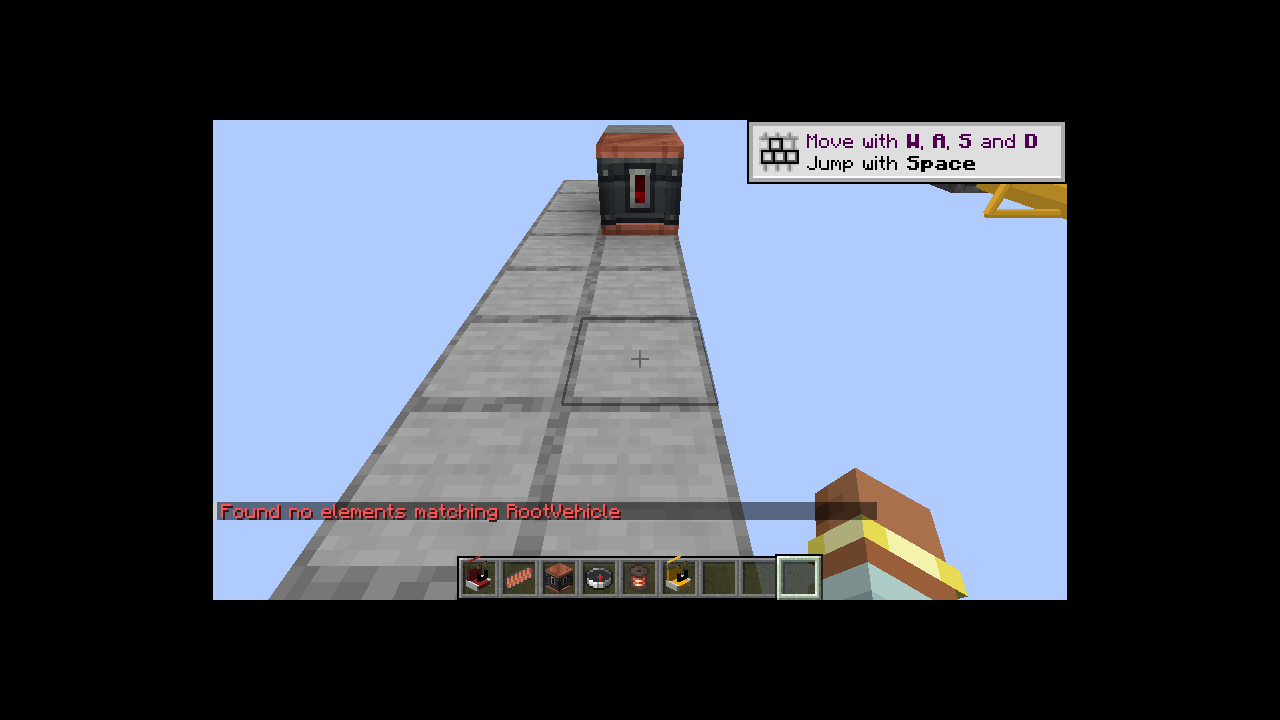 Move with W, A, S and D
Jump with Space
Found no elements matching RootVehicle